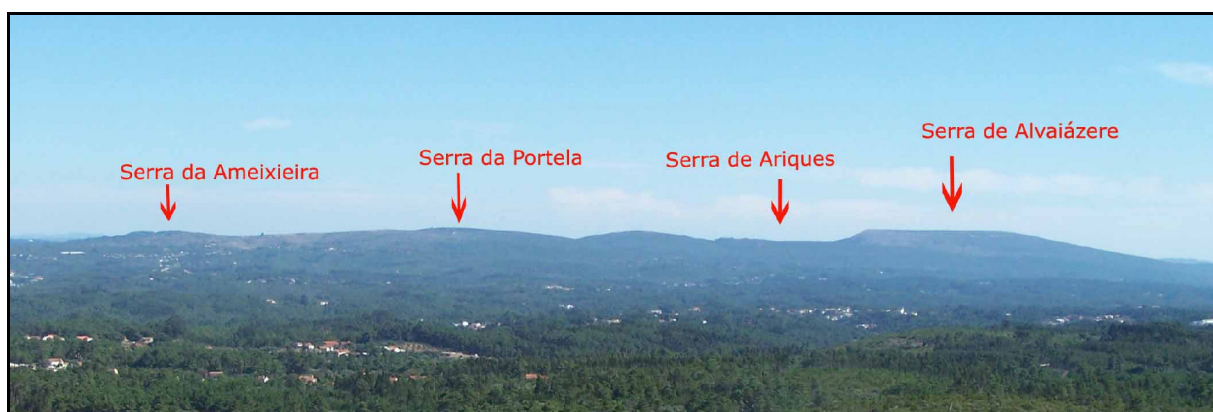 Serra da Ameixieira
Serra da Portela
Serra de Ariques
Serra de Alvaiázere